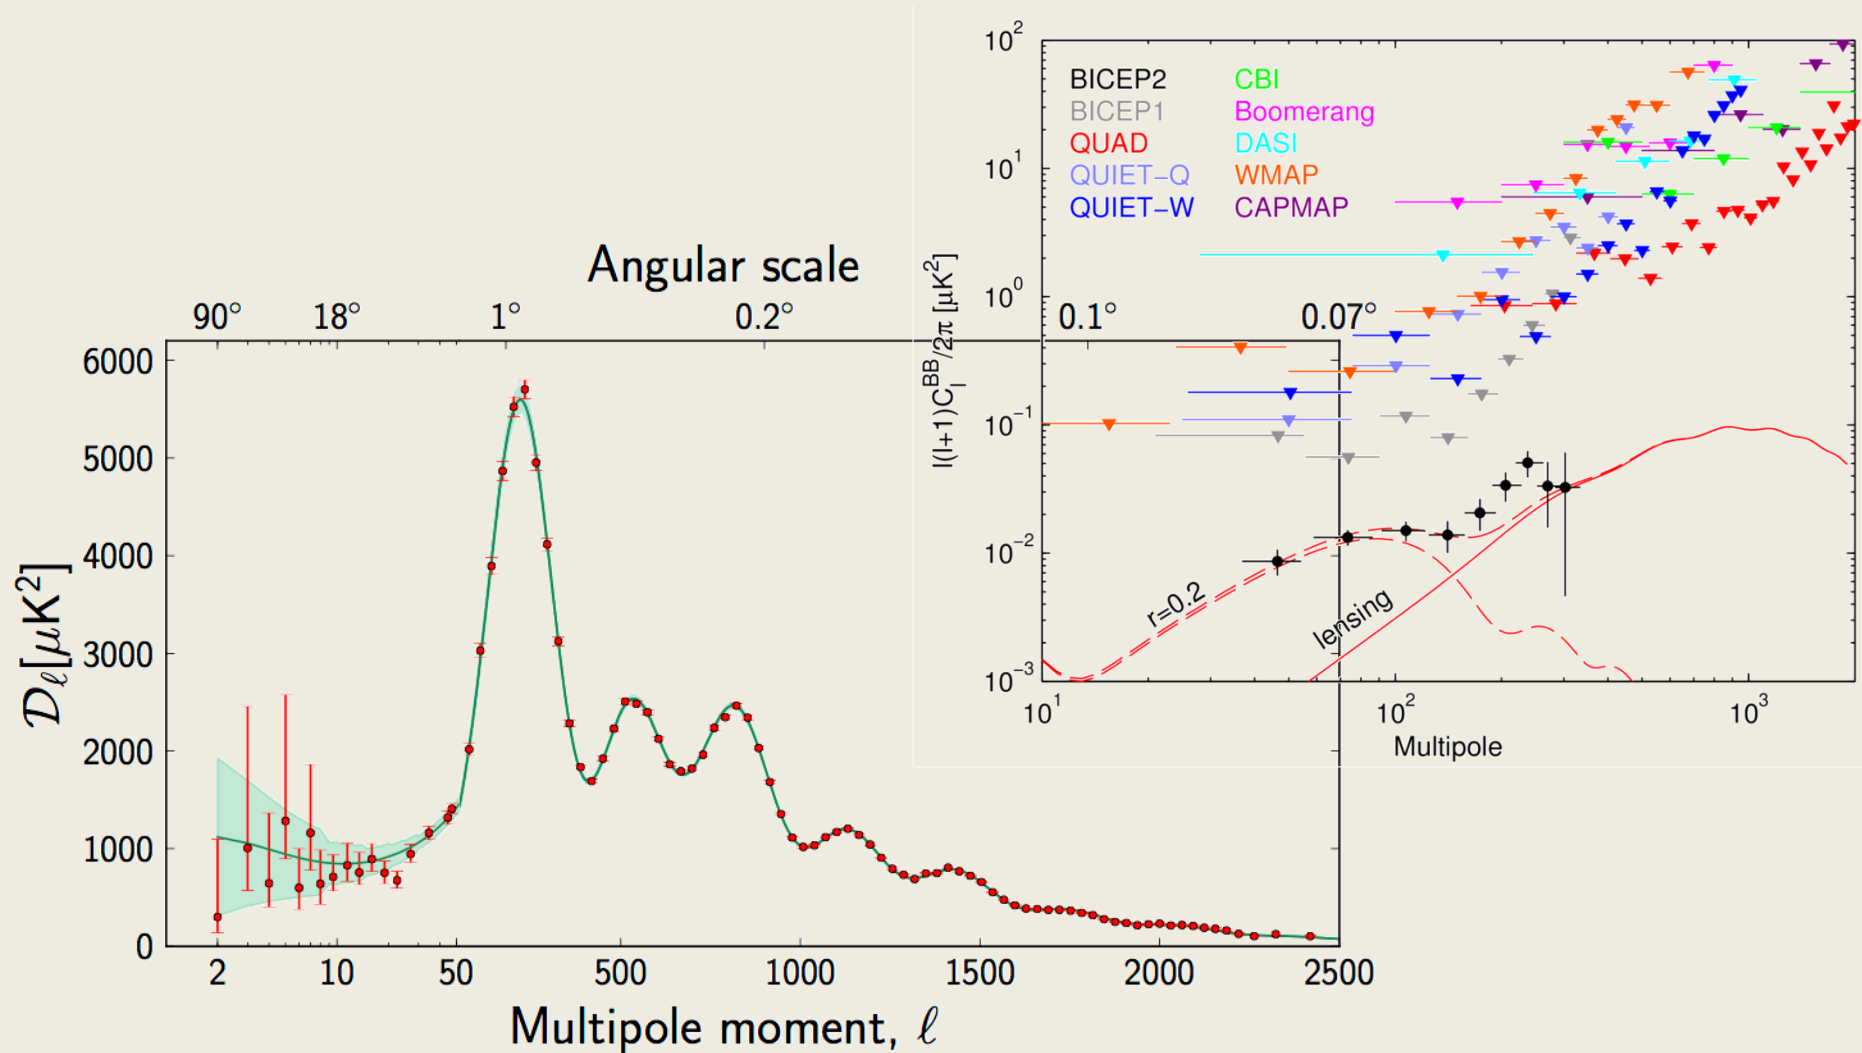 10²
BICEP2 CBI
BICEP1 Boomerang
QUAD DASI
QUIET−Q WMAP
QUIET−W CAPMAP
10¹
10⁰
10⁻¹
10⁻²
10⁻³
l(l+1)C_l^BB/2π [μK²]
r=0.2
lensing
10¹ 10² 10³
Multipole
Angular scale
90° 18° 1° 0.2° 0.1° 0.07°
6000
5000
4000
3000
2000
1000
0
𝒟_ℓ[μK²]
2 10 50 500 1000 1500 2000 2500
Multipole moment, ℓ